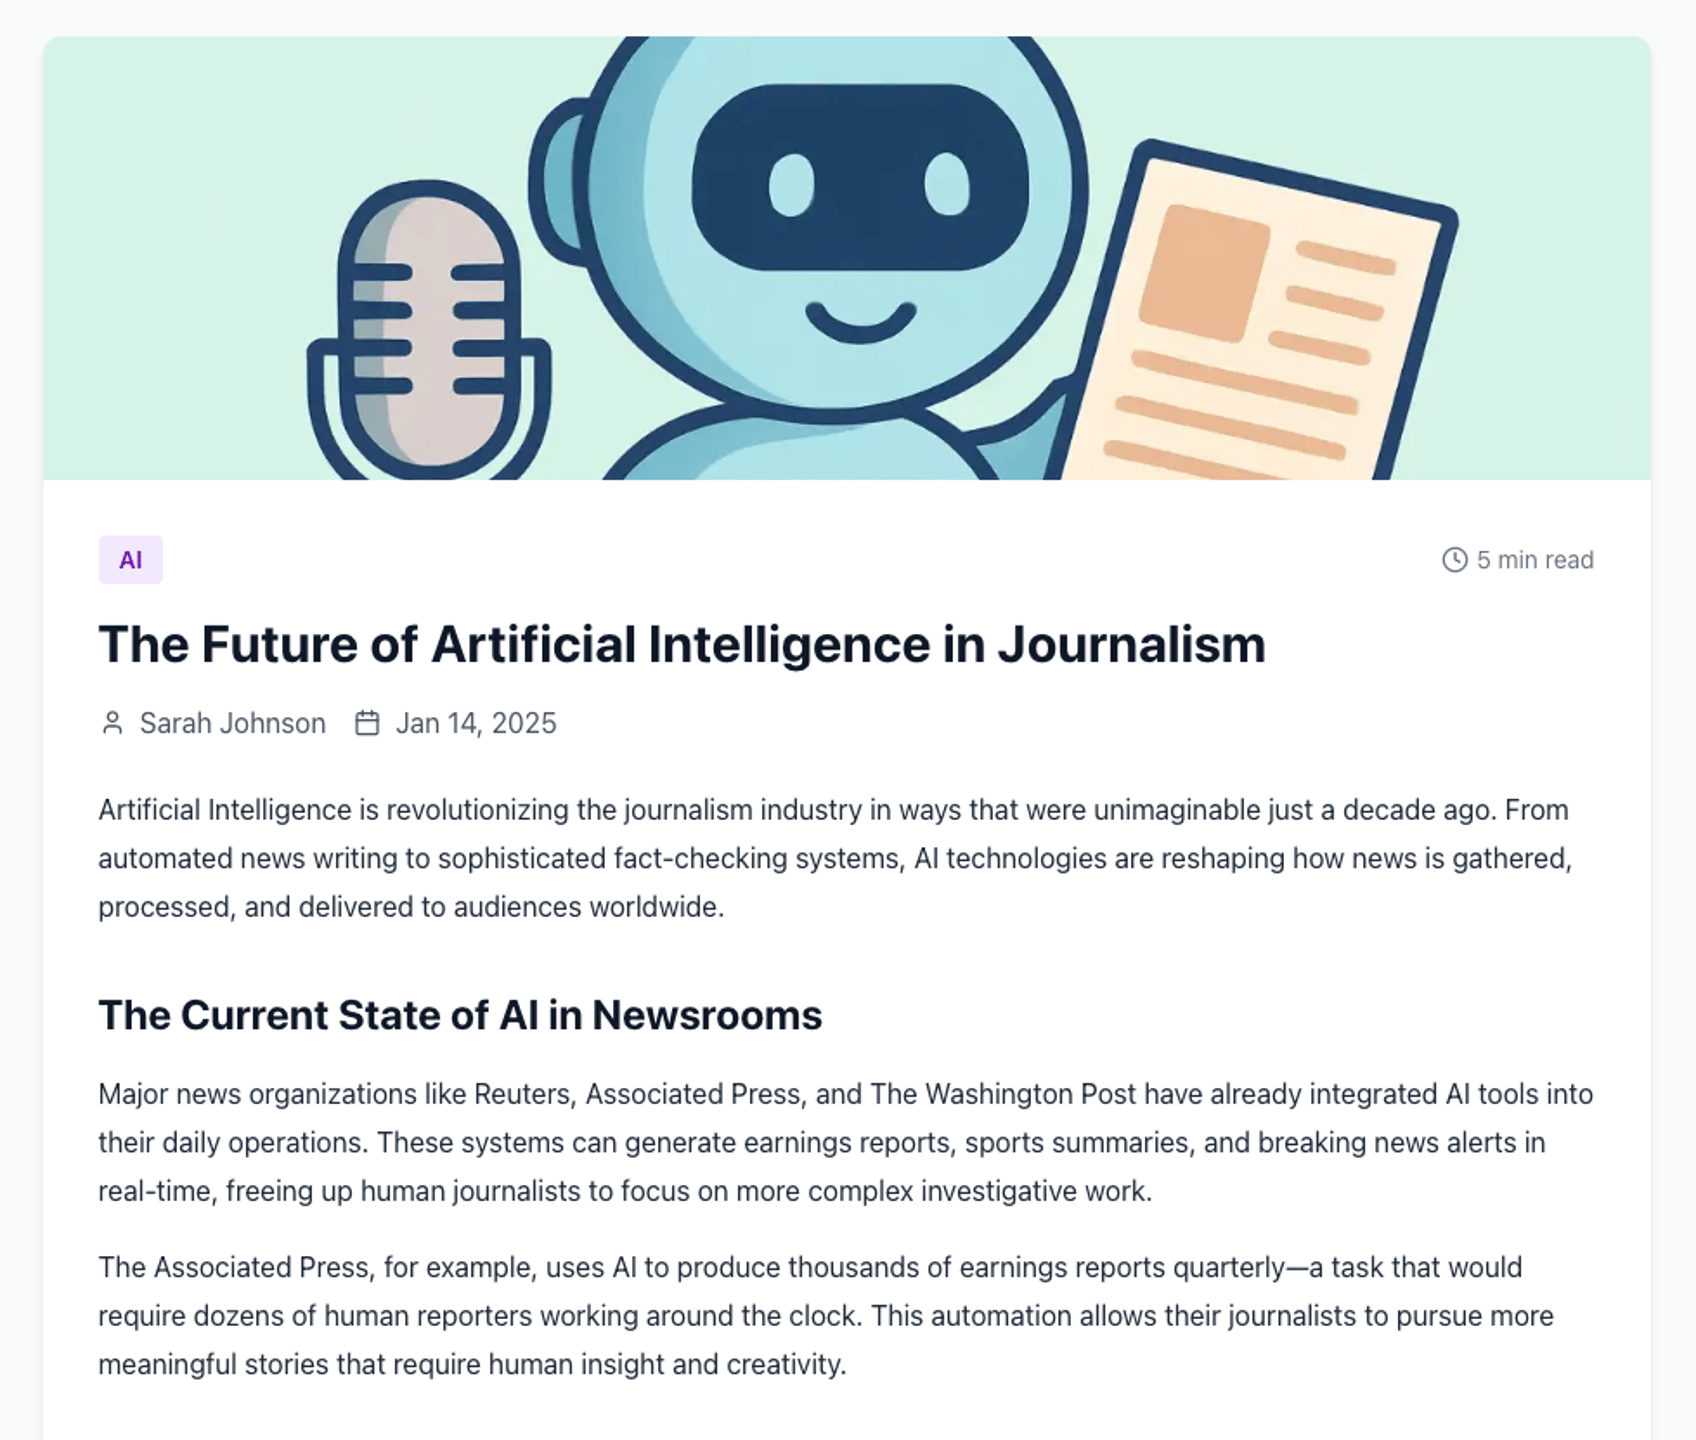 AI
5 min read
The Future of Artificial Intelligence in Journalism
Sarah Johnson Jan 14, 2025
Artificial Intelligence is revolutionizing the journalism industry in ways that were unimaginable just a decade ago. From
automated news writing to sophisticated fact-checking systems, AI technologies are reshaping how news is gathered,
processed, and delivered to audiences worldwide.
The Current State of AI in Newsrooms
Major news organizations like Reuters, Associated Press, and The Washington Post have already integrated AI tools into
their daily operations. These systems can generate earnings reports, sports summaries, and breaking news alerts in
real-time, freeing up human journalists to focus on more complex investigative work.
The Associated Press, for example, uses AI to produce thousands of earnings reports quarterly—a task that would
require dozens of human reporters working around the clock. This automation allows their journalists to pursue more
meaningful stories that require human insight and creativity.